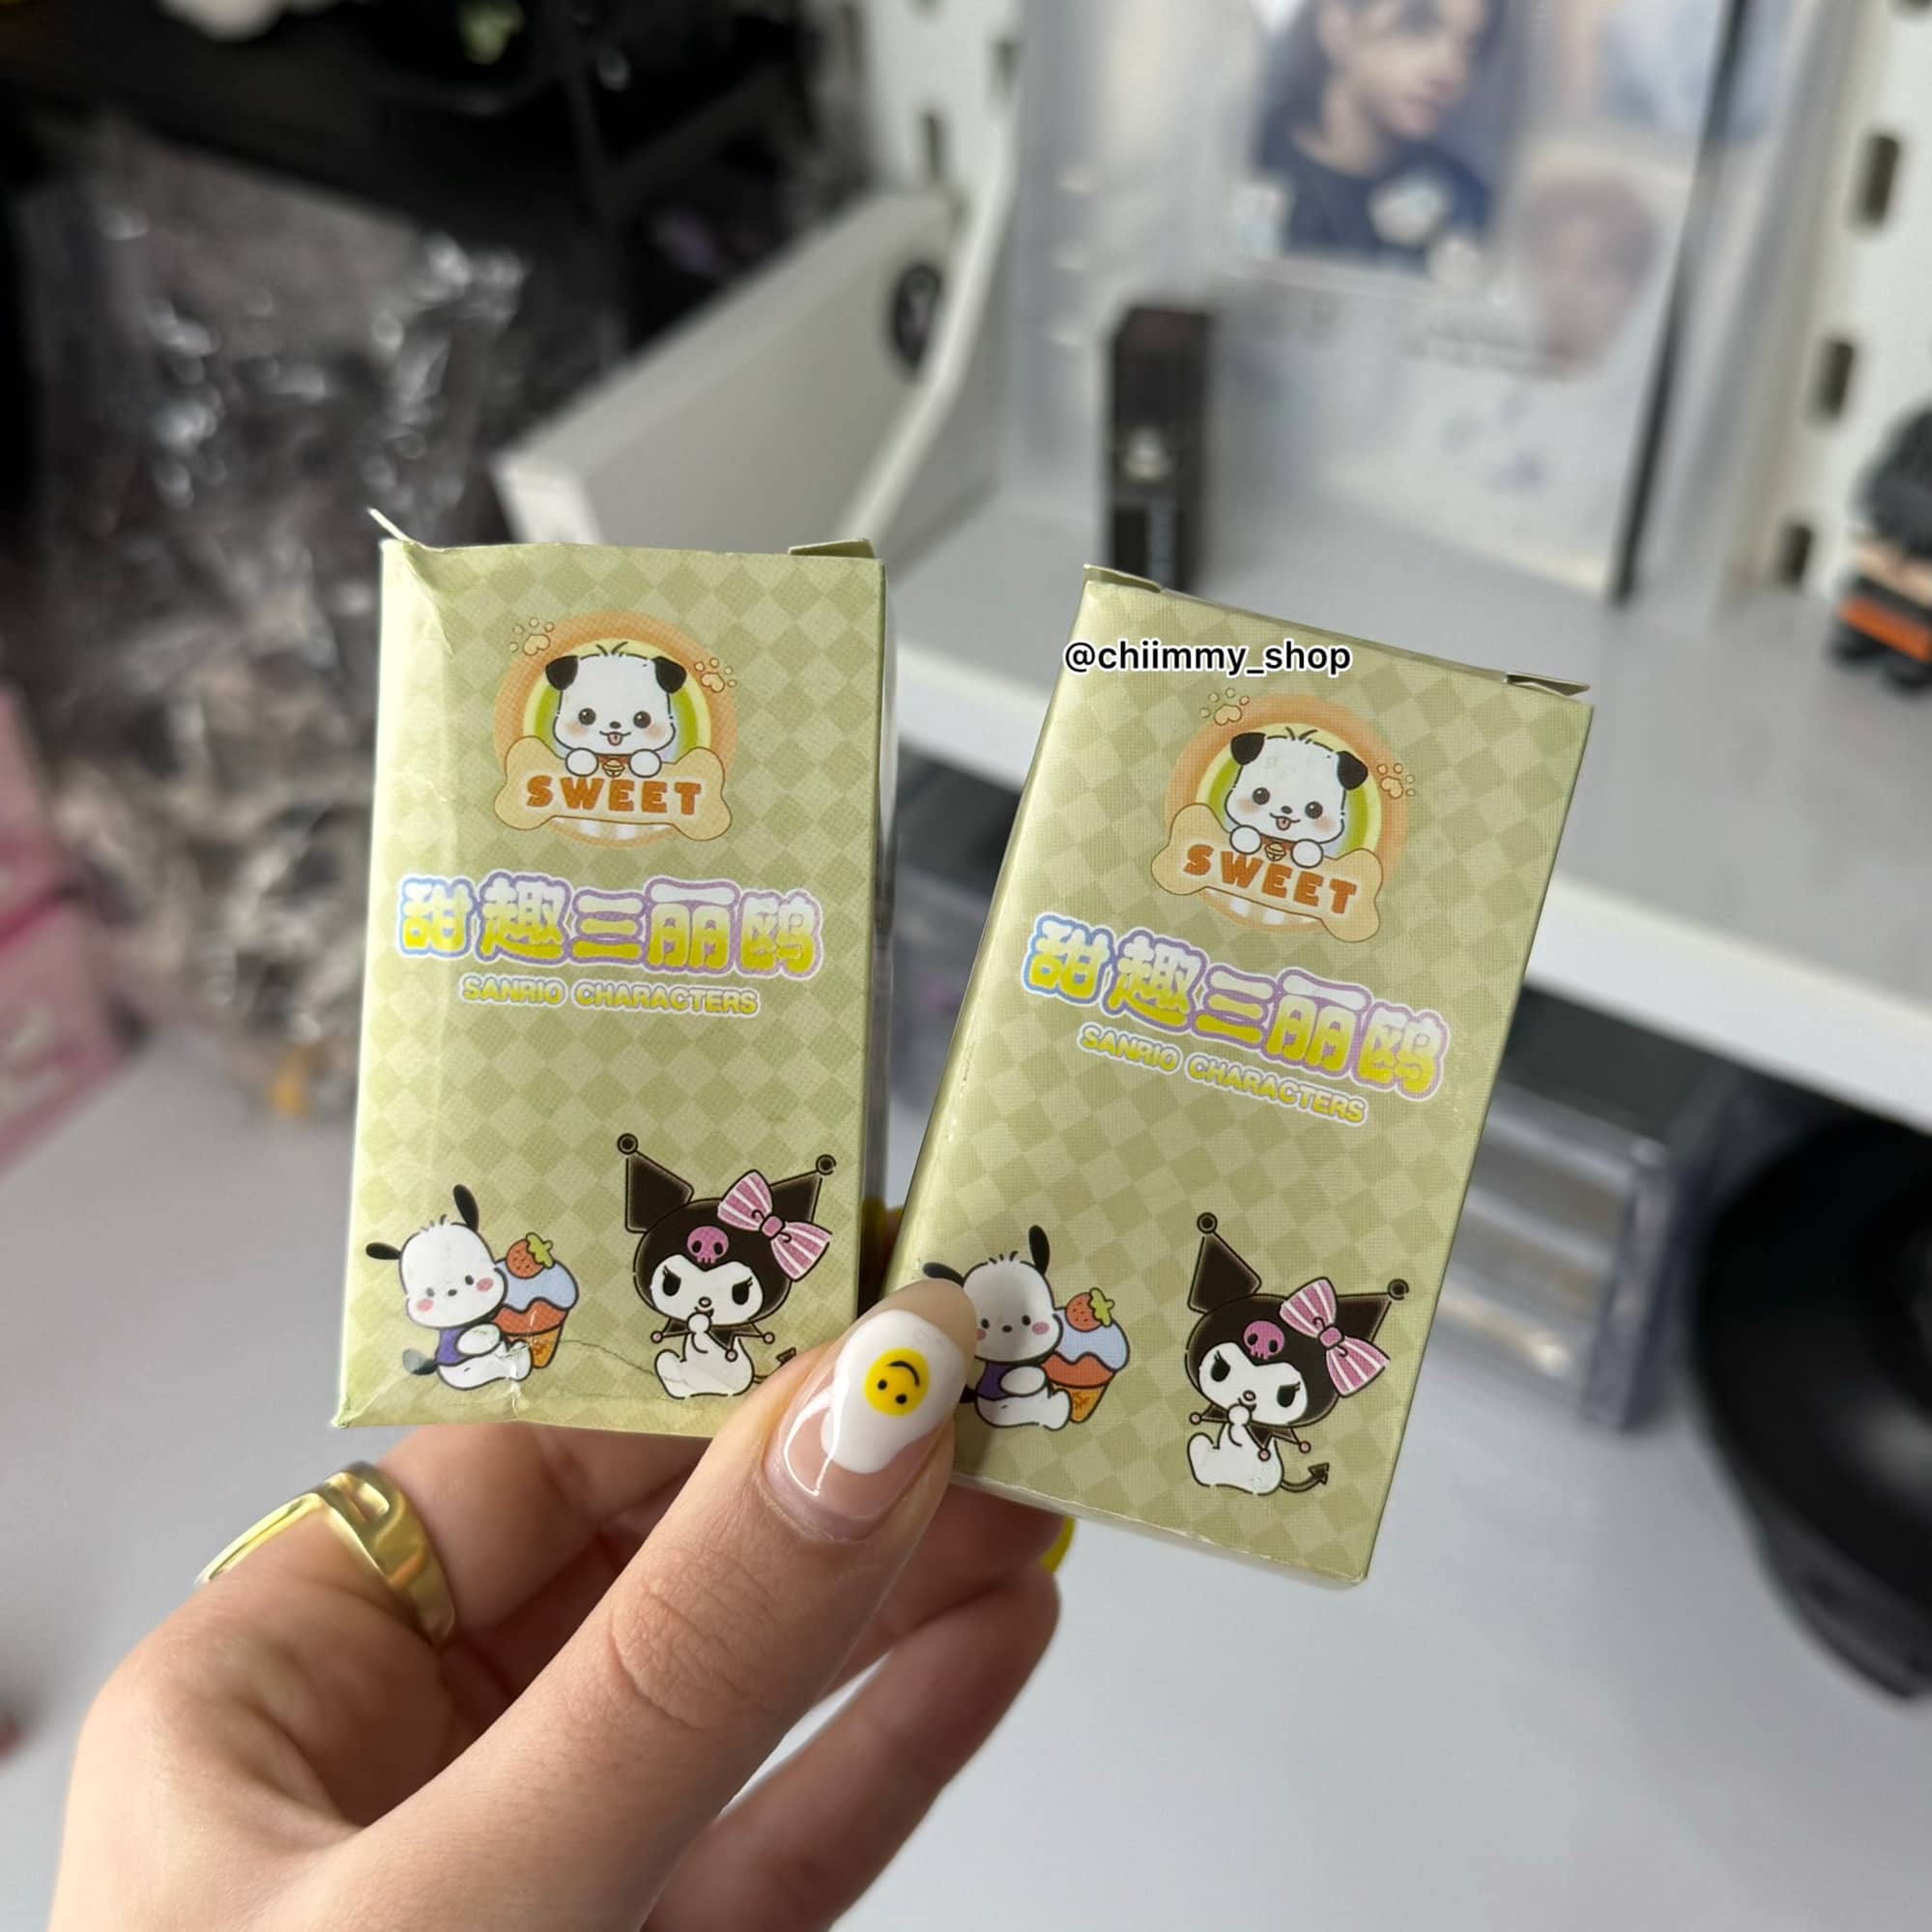 SWEET
甜趣三丽鸥
SANRIO CHARACTERS
@chiimmy_shop
SWEET
甜趣三丽鸥
SANRIO CHARACTERS